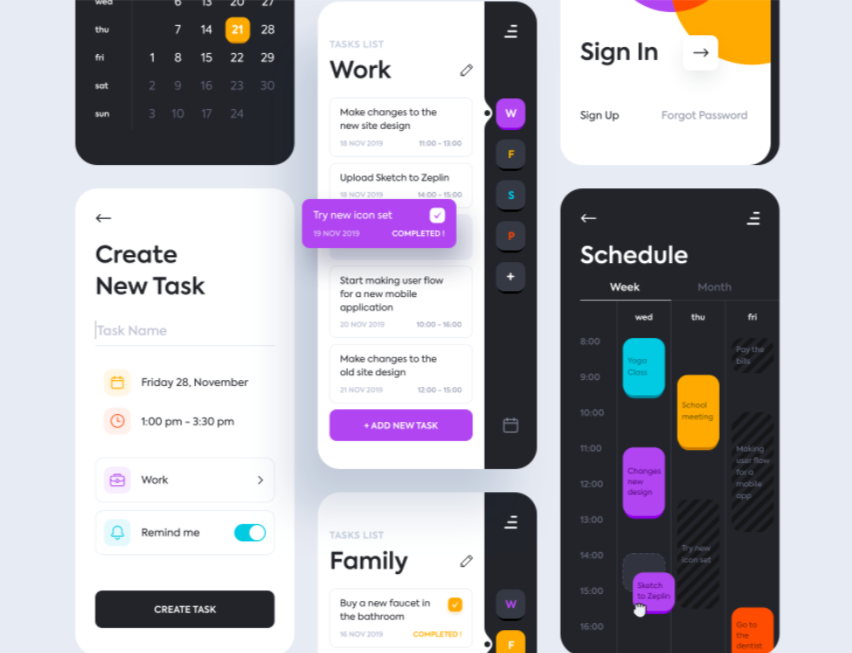 wed 6 13 20 27
thu 7 14 21 28
fri 1 8 15 22 29
sat 2 9 16 23 30
sun 3 10 17 24
Create
New Task
Task Name
Friday 28, November
1:00 pm - 3:30 pm
Work
Remind me
CREATE TASK
TASKS LIST
Work
Make changes to the
new site design
18 NOV 2019 11:00 - 13:00
Upload Sketch to Zeplin
18 NOV 2019 14:00 - 15:00
Try new icon set
19 NOV 2019 COMPLETED !
Start making user flow
for a new mobile
application
20 NOV 2019 10:00 - 16:00
Make changes to the
old site design
21 NOV 2019 12:00 - 15:00
+ ADD NEW TASK
W
F
S
P
+
TASKS LIST
Family
Buy a new faucet in
the bathroom
16 NOV 2019 COMPLETED !
W
F
Sign In
Sign Up Forgot Password
Schedule
Week Month
wed thu fri
8:00
9:00
10:00
11:00
12:00
13:00
14:00
15:00
16:00
Yoga
Class
Changes
new
design
Sketch
to Zeplin
School
meeting
Try new
icon set
Pay the
bills
Making
user flow
for a
mobile
app
Go to
the
dentist